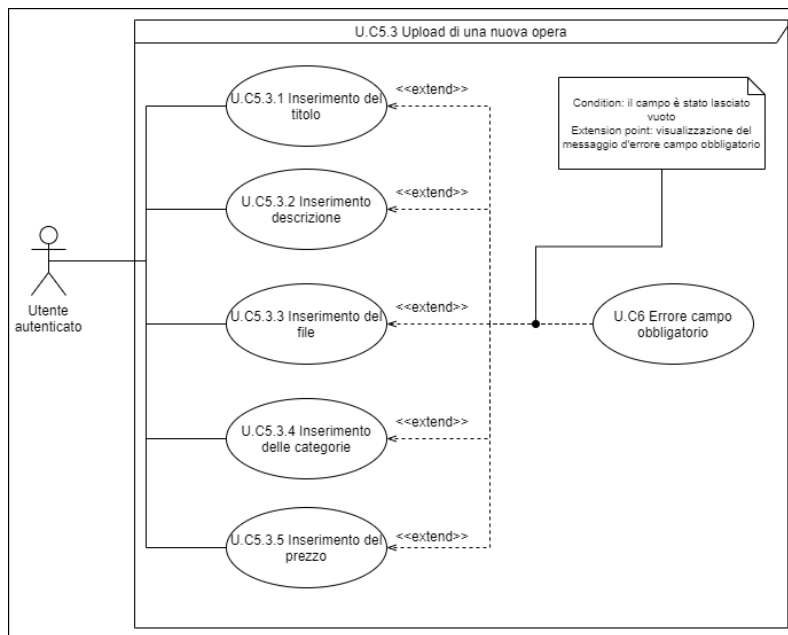 U.C5.3 Upload di una nuova opera
U.C5.3.1 Inserimento del
titolo
<<extend>>
Condition: il campo è stato lasciato
vuoto
Extension point: visualizzazione del
messaggio d'errore campo obbligatorio
U.C5.3.2 Inserimento
descrizione
<<extend>>
Utente
autenticato
U.C5.3.3 Inserimento del
file
<<extend>>
U.C6 Errore campo
obbligatorio
U.C5.3.4 Inserimento
delle categorie
<<extend>>
U.C5.3.5 Inserimento del
prezzo
<<extend>>